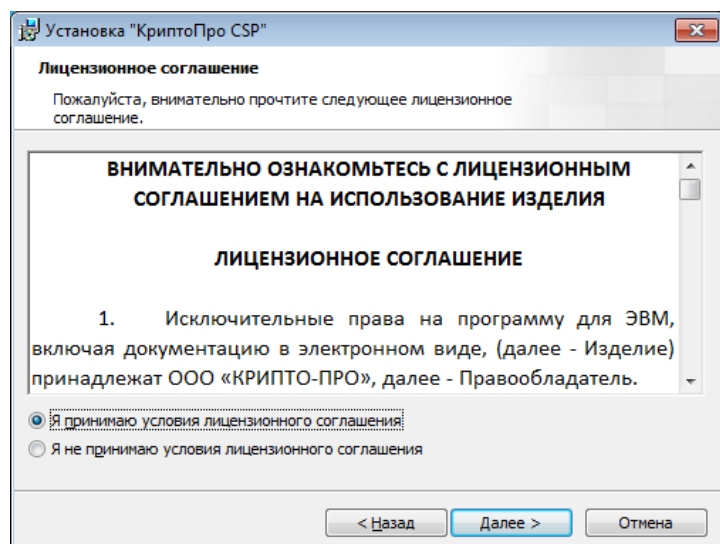 Установка "КриптоПро CSP"
Лицензионное соглашение
Пожалуйста, внимательно прочтите следующее лицензионное
соглашение.
ВНИМАТЕЛЬНО ОЗНАКОМЬТЕСЬ С ЛИЦЕНЗИОННЫМ
СОГЛАШЕНИЕМ НА ИСПОЛЬЗОВАНИЕ ИЗДЕЛИЯ
ЛИЦЕНЗИОННОЕ СОГЛАШЕНИЕ
1. Исключительные права на программу для ЭВМ,
включая документацию в электронном виде, (далее - Изделие)
принадлежат ООО «КРИПТО-ПРО», далее - Правообладатель.
Я принимаю условия лицензионного соглашения
Я не принимаю условия лицензионного соглашения
< Назад Далее > Отмена